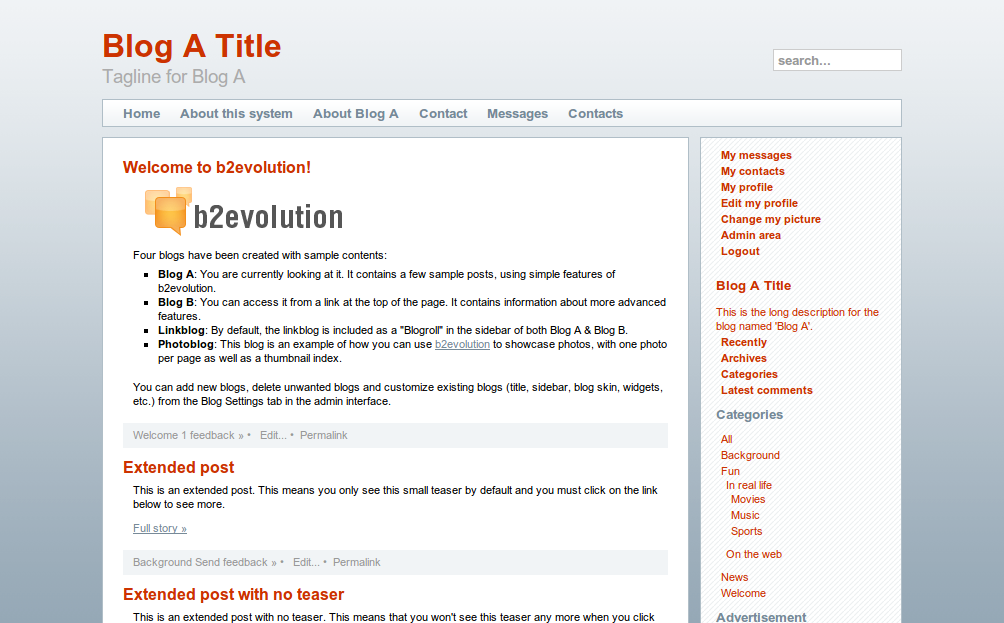 Blog A Title
Tagline for Blog A
search...
Home About this system About Blog A Contact Messages Contacts
Welcome to b2evolution!
b2evolution
Four blogs have been created with sample contents:
Blog A: You are currently looking at it. It contains a few sample posts, using simple features of
b2evolution.
Blog B: You can access it from a link at the top of the page. It contains information about more advanced
features.
Linkblog: By default, the linkblog is included as a "Blogroll" in the sidebar of both Blog A & Blog B.
Photoblog: This blog is an example of how you can use b2evolution to showcase photos, with one photo
per page as well as a thumbnail index.
You can add new blogs, delete unwanted blogs and customize existing blogs (title, sidebar, blog skin, widgets,
etc.) from the Blog Settings tab in the admin interface.
Welcome 1 feedback » • Edit... • Permalink
Extended post
This is an extended post. This means you only see this small teaser by default and you must click on the link
below to see more.
Full story »
Background Send feedback » • Edit... • Permalink
Extended post with no teaser
This is an extended post with no teaser. This means that you won't see this teaser any more when you click
My messages
My contacts
My profile
Edit my profile
Change my picture
Admin area
Logout
Blog A Title
This is the long description for the
blog named 'Blog A'.
Recently
Archives
Categories
Latest comments
Categories
All
Background
Fun
In real life
Movies
Music
Sports
On the web
News
Welcome
Advertisement